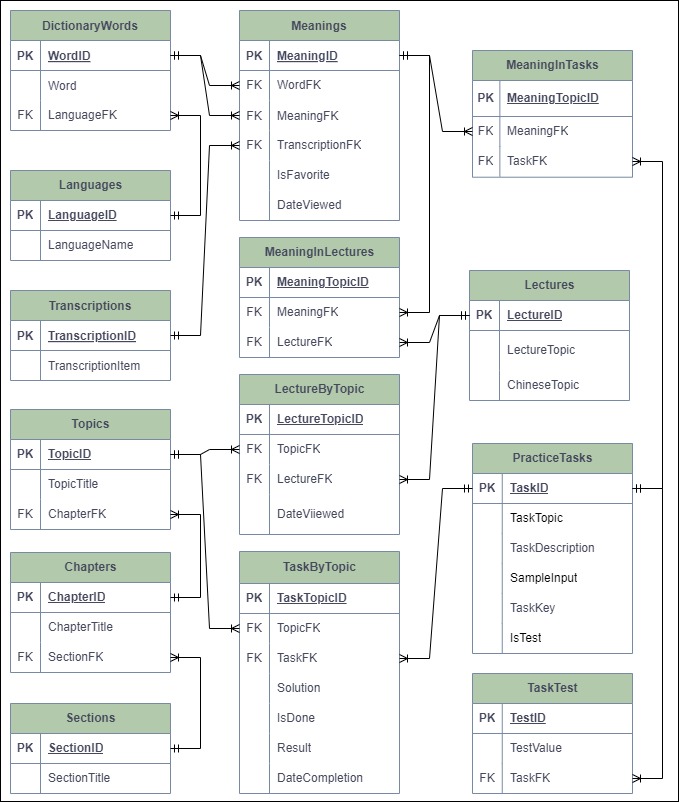 DictionaryWords
PK WordID
Word
FK LanguageFK
Languages
PK LanguageID
LanguageName
Transcriptions
PK TranscriptionID
TranscriptionItem
Topics
PK TopicID
TopicTitle
FK ChapterFK
Chapters
PK ChapterID
ChapterTitle
FK SectionFK
Sections
PK SectionID
SectionTitle
Meanings
PK MeaningID
FK WordFK
FK MeaningFK
FK TranscriptionFK
IsFavorite
DateViewed
MeaningInLectures
PK MeaningTopicID
FK MeaningFK
FK LectureFK
LectureByTopic
PK LectureTopicID
FK TopicFK
FK LectureFK
DateViiewed
TaskByTopic
PK TaskTopicID
FK TopicFK
FK TaskFK
Solution
IsDone
Result
DateCompletion
MeaningInTasks
PK MeaningTopicID
FK MeaningFK
FK TaskFK
Lectures
PK LectureID
LectureTopic
ChineseTopic
PracticeTasks
PK TaskID
TaskTopic
TaskDescription
SampleInput
TaskKey
IsTest
TaskTest
PK TestID
TestValue
FK TaskFK